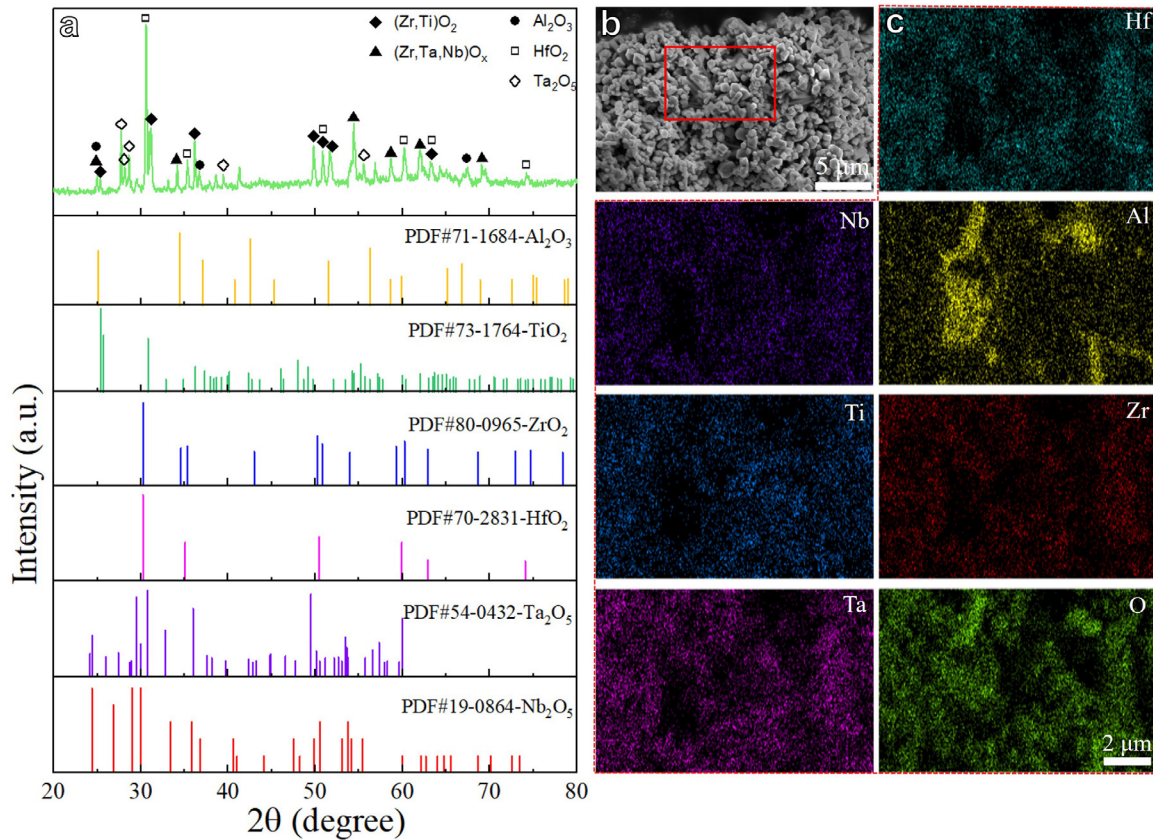 a
(Zr,Ti)O₂
Al₂O₃
(Zr,Ta,Nb)Oₓ
HfO₂
Ta₂O₅
PDF#71-1684-Al₂O₃
PDF#73-1764-TiO₂
PDF#80-0965-ZrO₂
PDF#70-2831-HfO₂
PDF#54-0432-Ta₂O₅
PDF#19-0864-Nb₂O₅
Intensity (a.u.)
20 30 40 50 60 70 80
2θ (degree)
b
5 μm
c
Hf
Nb
Al
Ti
Zr
Ta
O
2 μm